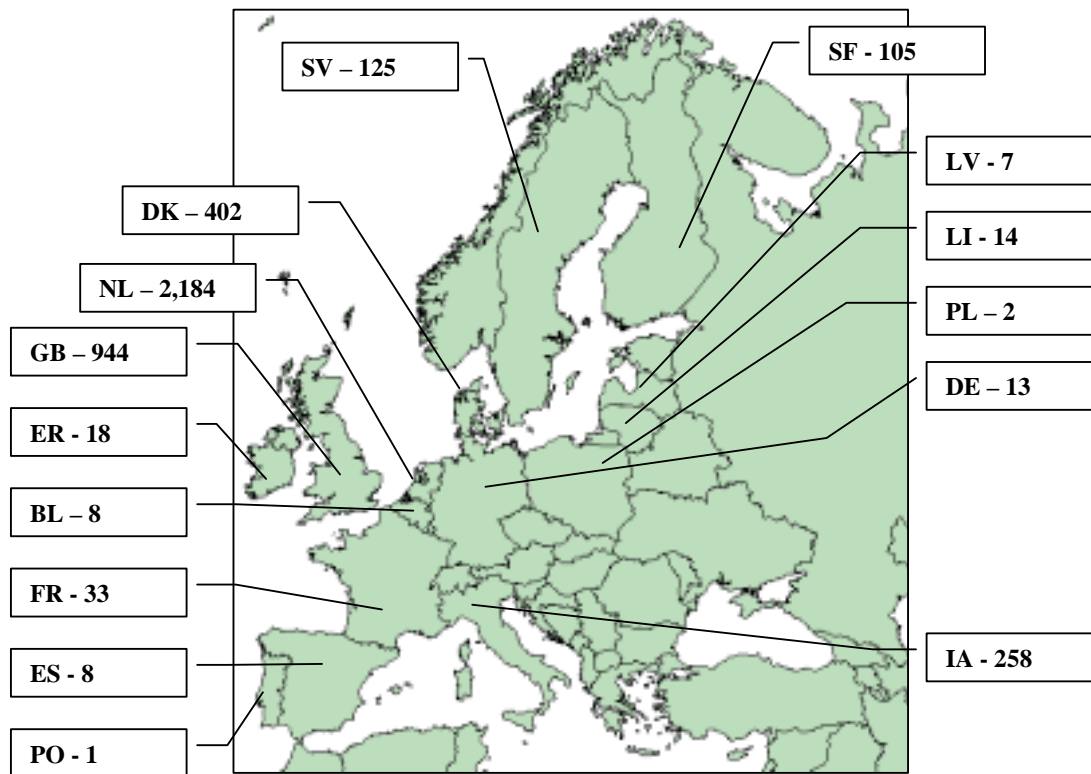 SV – 125
SF - 105
LV - 7
DK – 402
LI - 14
NL – 2,184
PL – 2
GB – 944
DE – 13
ER - 18
BL – 8
FR - 33
ES - 8
IA - 258
PO - 1